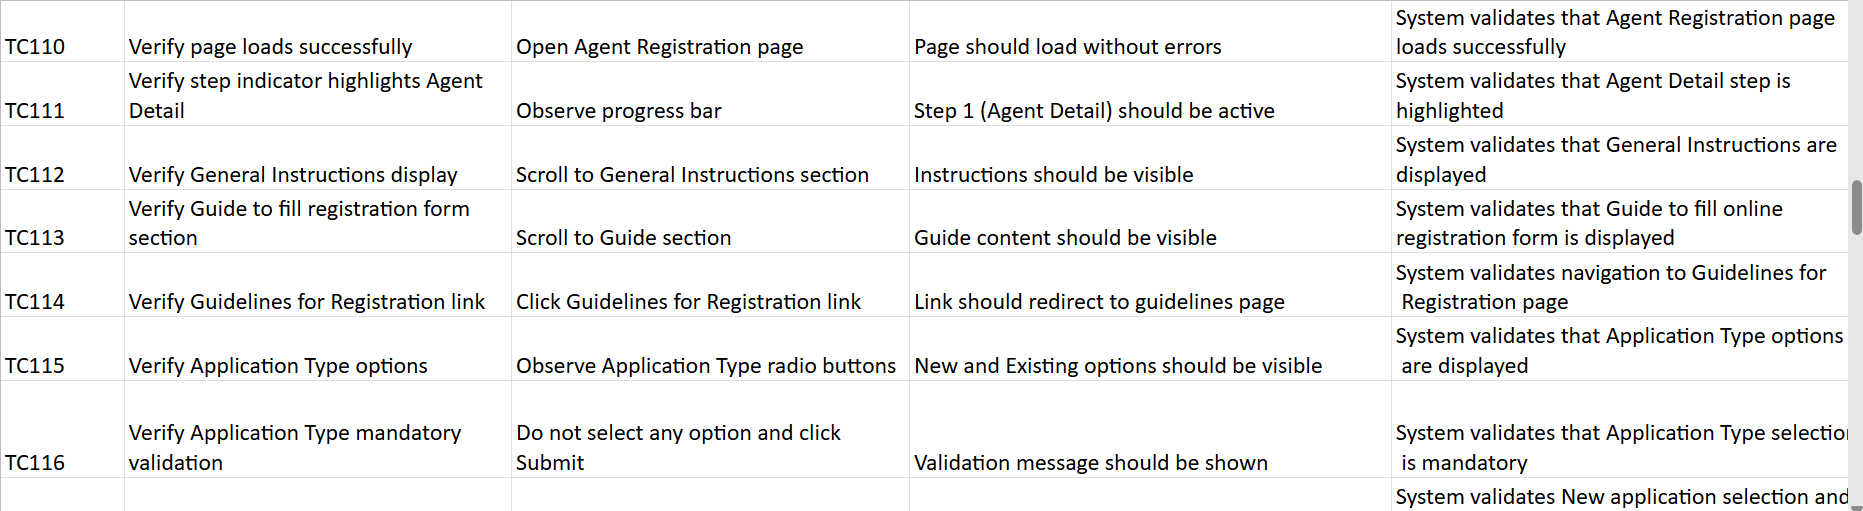 TC110
Verify page loads successfully
Open Agent Registration page
Page should load without errors
System validates that Agent Registration page
loads successfully
TC111
Verify step indicator highlights Agent
Detail
Observe progress bar
Step 1 (Agent Detail) should be active
System validates that Agent Detail step is
highlighted
TC112
Verify General Instructions display
Scroll to General Instructions section
Instructions should be visible
System validates that General Instructions are
displayed
TC113
Verify Guide to fill registration form
section
Scroll to Guide section
Guide content should be visible
System validates that Guide to fill online
registration form is displayed
TC114
Verify Guidelines for Registration link
Click Guidelines for Registration link
Link should redirect to guidelines page
System validates navigation to Guidelines for
Registration page
TC115
Verify Application Type options
Observe Application Type radio buttons
New and Existing options should be visible
System validates that Application Type options
are displayed
TC116
Verify Application Type mandatory
validation
Do not select any option and click
Submit
Validation message should be shown
System validates that Application Type selection
is mandatory
System validates New application selection and